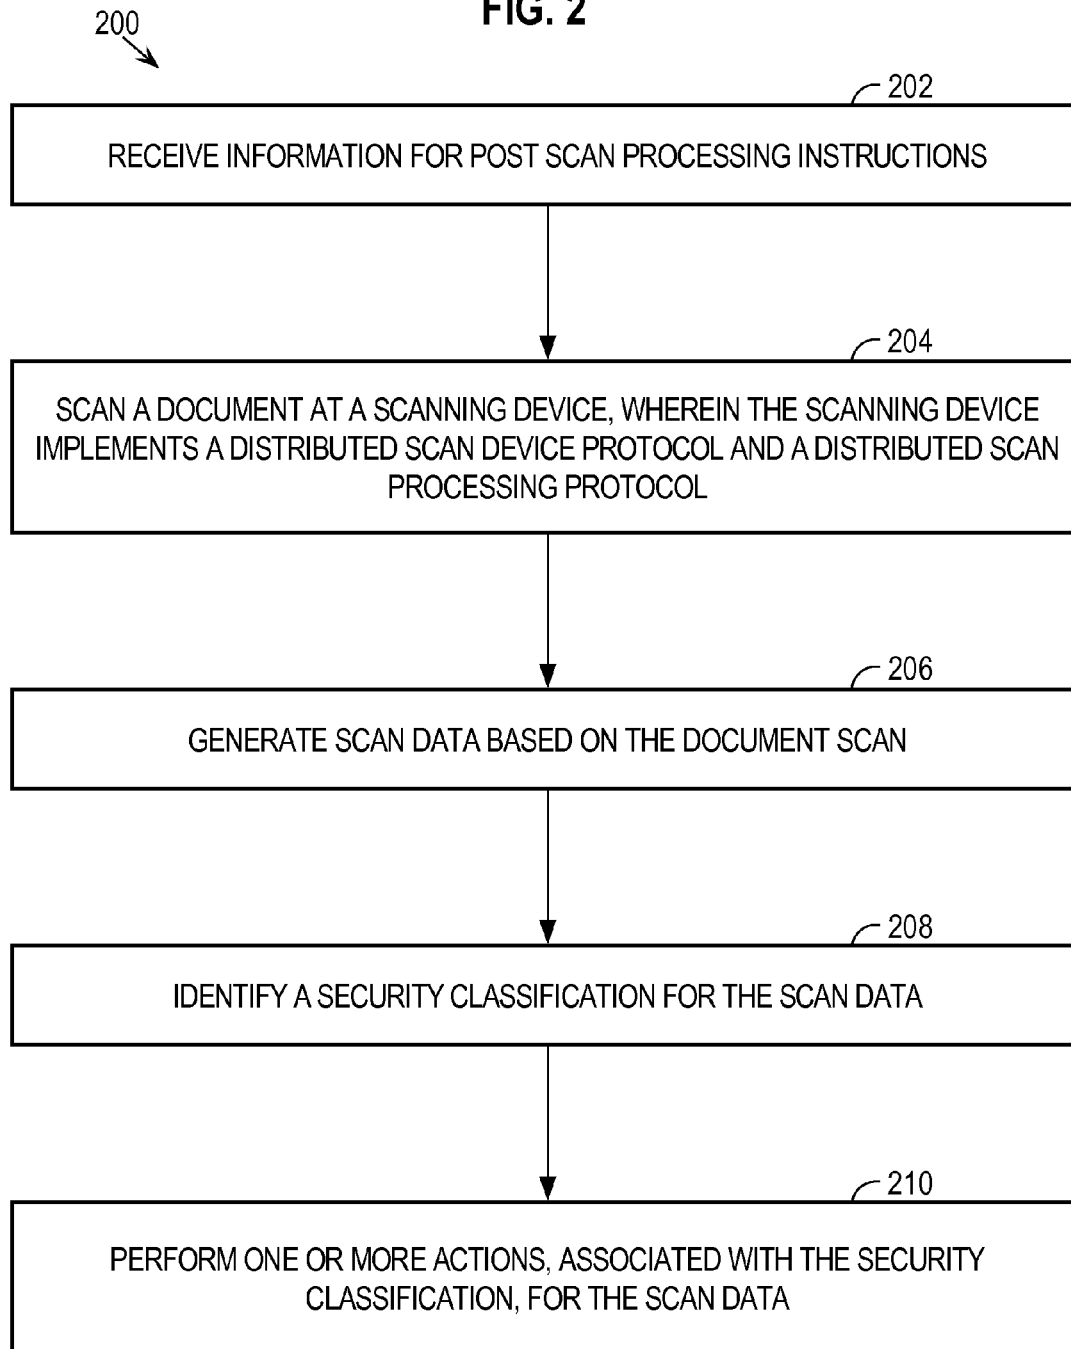 FIG. 2
200
202
RECEIVE INFORMATION FOR POST SCAN PROCESSING INSTRUCTIONS
204
SCAN A DOCUMENT AT A SCANNING DEVICE, WHEREIN THE SCANNING DEVICE
IMPLEMENTS A DISTRIBUTED SCAN DEVICE PROTOCOL AND A DISTRIBUTED SCAN
PROCESSING PROTOCOL
206
GENERATE SCAN DATA BASED ON THE DOCUMENT SCAN
208
IDENTIFY A SECURITY CLASSIFICATION FOR THE SCAN DATA
210
PERFORM ONE OR MORE ACTIONS, ASSOCIATED WITH THE SECURITY
CLASSIFICATION, FOR THE SCAN DATA